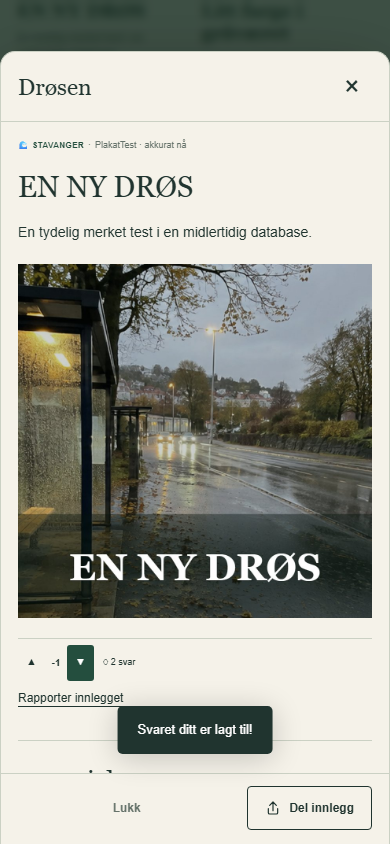 Drøsen
STAVANGER · PlakatTest · akkurat nå
EN NY DRØS
En tydelig merket test i en midlertidig database.
EN NY DRØS
-1
2 svar
Rapporter innlegget
Svaret ditt er lagt til!
Lukk
Del innlegg